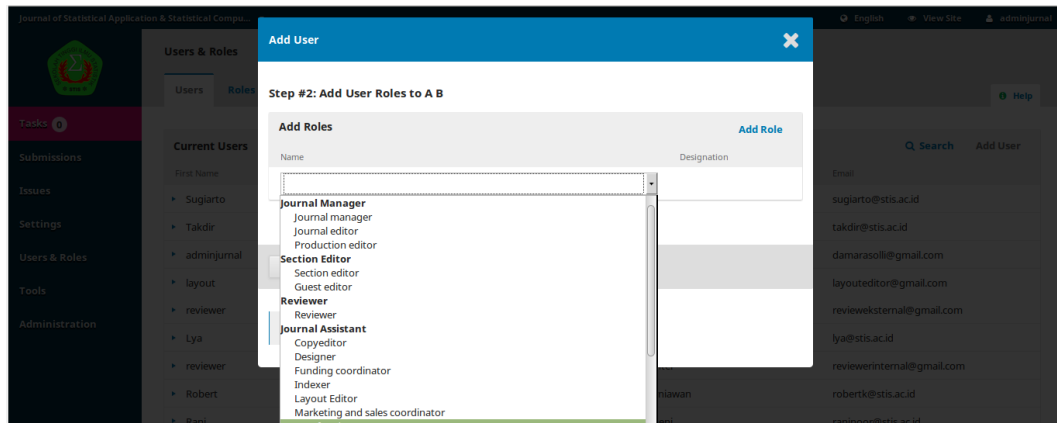 Journal of Statistical Application & Statistical Compu...
English View Site adminjurnal
Add User
Users & Roles
Users Roles
Help
Step #2: Add User Roles to A B
Tasks 0
Add Roles Add Role
Current Users Search Add User
Name Designation
Submissions
First Name Email
Issues
Sugiarto sugiarto@stis.ac.id
Journal Manager
Journal manager
Takdir takdir@stis.ac.id
Settings
Journal editor
Production editor
adminjurnal damarasolli@gmail.com
Users & Roles
Section Editor
Section editor
layout layouteditor@gmail.com
Guest editor
Tools
Reviewer
reviewer revieweksternal@gmail.com
Reviewer
Administration
Journal Assistant
Lya lya@stis.ac.id
Copyeditor
Designer
reviewer reviewerinternal@gmail.com
Funding coordinator
Indexer
Robert niawan robertk@stis.ac.id
Layout Editor
Marketing and sales coordinator